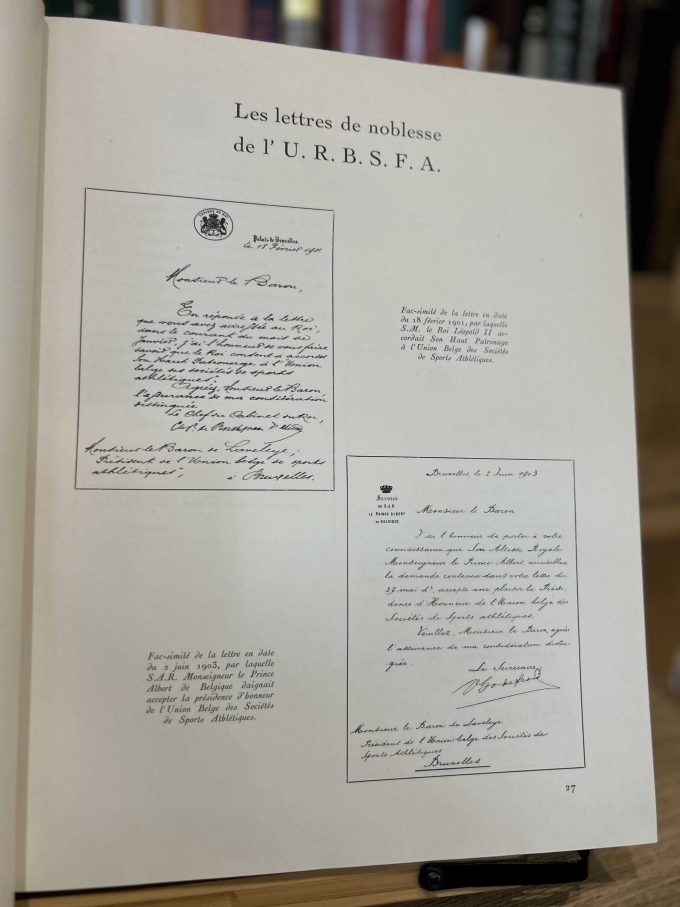 Les lettres de noblesse
de l' U. R. B. S. F. A.
Palais de Bruxelles.
le 18 Février 1901.
Monsieur le Baron,
En réponse à la lettre
que vous avez adressée au Roi,
dans le courant du mois de
janvier, j'ai l'honneur de vous faire
savoir que le Roi consent à accorder
Son Haut Patronage à l'Union
belge des sociétés de sports
athlétiques;
Agréez, Monsieur le Baron,
l'assurance de ma considération
distinguée
Le Chef du Cabinet du Roi,
Monsieur le Baron de Laveleye,
Président de l'Union belge de sports
athlétiques,
à Bruxelles.
Fac-similé de la lettre en date
du 18 février 1901, par laquelle
S.M. le Roi Léopold II ac-
cordait Son Haut Patronage
à l'Union Belge des Sociétés
de Sports Athlétiques.
Bruxelles le 2 Juin 1903
Service
DE S.A.R.
LE PRINCE ALBERT
DE BELGIQUE
Monsieur le Baron
J'ai l'honneur de porter à votre
connaissance que Son Altesse Royale
Monseigneur le Prince Albert accueillant
la demande contenue dans votre lettre du
27 mai dr, accepte avec plaisir la Prési-
dence d'Honneur de l'Union belge des
Sociétés de Sports athlétiques.
Veuillez, Monsieur le Baron, agréer
l'assurance de ma considération distin-
guée.
Le Secrétaire
Monsieur le Baron de Laveleye
Président de l'Union belge des Sociétés de
Sports Athlétiques
Bruxelles
Fac-similé de la lettre en date
du 2 juin 1903, par laquelle
S.A.R. Monseigneur le Prince
Albert de Belgique daignait
accepter la présidence d'honneur
de l'Union Belge des Sociétés
de Sports Athlétiques.
27